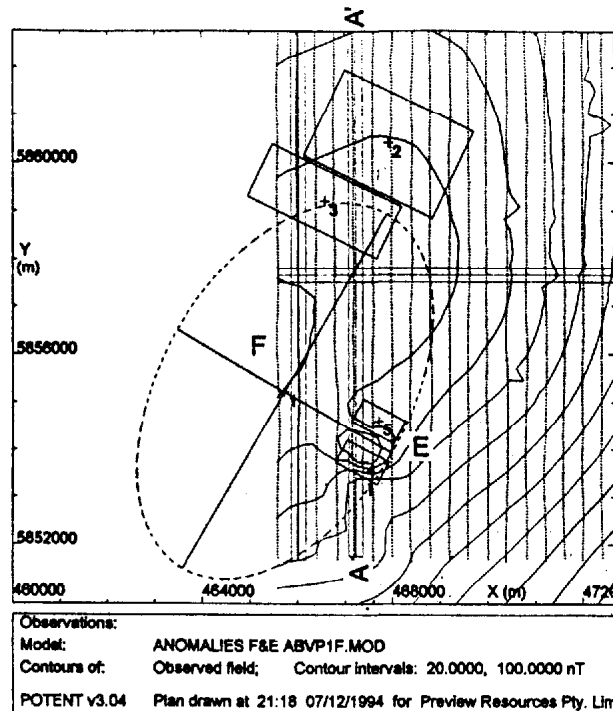 A'
5860000
+2
+3
Y
(m)
5856000
F
+5
E
5852000
A
460000 464000 468000 X (m) 4720
Observations:
Model: ANOMALIES F&E ABVP1F.MOD
Contours of: Observed field; Contour intervals: 20.0000, 100.0000 nT
POTENT v3.04 Plan drawn at 21:18 07/12/1994 for Preview Resources Pty. Lim